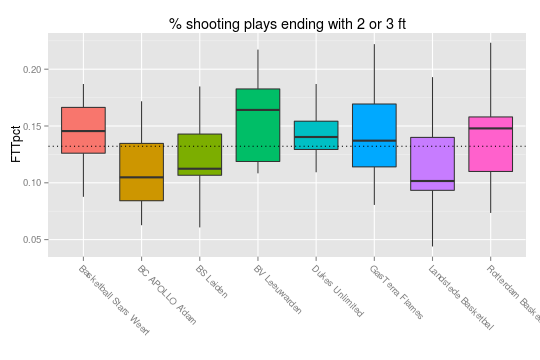 % shooting plays ending with 2 or 3 ft
FTTpct
0.20
0.15
0.10
0.05
Basketball Stars Weert
BC APOLLO A'dam
BS Leiden
BV Leeuwarden
Dukes Unlimited
GasTerra Flames
Landstede Basketbal
Rotterdam Baske